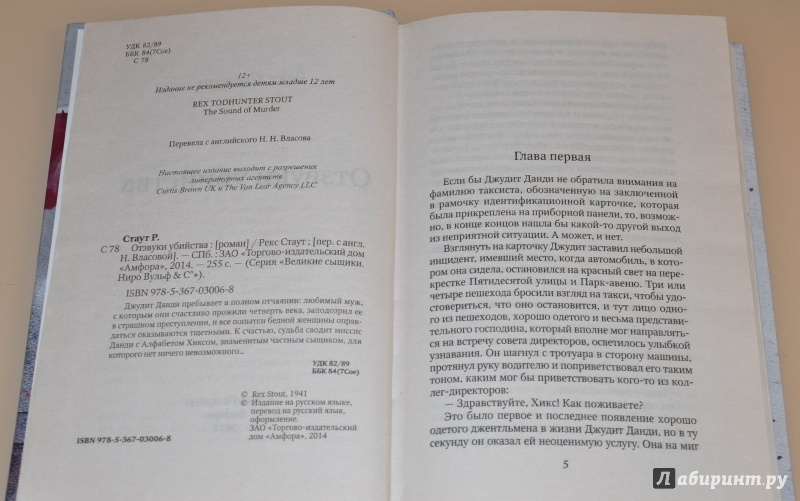 УДК 82/89
ББК 84(7Сое)
С 78
12+
Издание не рекомендуется детям младше 12 лет
REX TODHUNTER STOUT
The Sound of Murder
Перевела с английского Н. Н. Власова
Настоящее издание выходит с разрешения
литературных агентств
Curtis Brown UK и The Van Lear Agency LLC
Стаут Р.
С 78 Отзвуки убийства : [роман] / Рекс Стаут ; [пер. с англ.
Н. Власовой]. — СПб. : ЗАО «Торгово-издательский дом
«Амфора», 2014. — 255 с. — (Серия «Великие сыщики.
Ниро Вульф & C°»).
ISBN 978-5-367-03006-8
Джудит Данди пребывает в полном отчаянии: любимый муж,
с которым они счастливо прожили четверть века, заподозрил ее
в страшном преступлении, и все попытки бедной женщины оправ-
даться оказываются тщетными. К счастью, судьба сводит миссис
Данди с Алфабетом Хиксом, знаменитым частным сыщиком, для
которого нет ничего невозможного...
УДК 82/89
ББК 84(7Сое)
© Rex Stout, 1941
© Издание на русском языке,
перевод на русский язык,
оформление.
ЗАО «Торгово-издательский
дом «Амфора», 2014
ISBN 978-5-367-03006-8
Глава первая
Если бы Джудит Данди не обратила внимания на
фамилию таксиста, обозначенную на заключенной
в рамочку идентификационной карточке, которая
была прикреплена на приборной панели, то, возмож-
но, в конце концов нашла бы какой-то другой выход
из неприятной ситуации. А может, и нет.
Взглянуть на карточку Джудит заставил небольшой
инцидент, имевший место, когда автомобиль, в кото-
ром она сидела, остановился на красный свет на пере-
крестке Пятидесятой улицы и Парк-авеню. Три или
четыре пешехода бросили взгляд на такси, чтобы удо-
стовериться, что оно остановится, и тут лицо одно-
го из пешеходов, хорошо одетого и весьма представи-
тельного господина, который вполне мог направлять-
ся на встречу совета директоров, осветилось улыбкой
узнавания. Он шагнул с тротуара в сторону машины,
протянул руку водителю и поприветствовал его таким
тоном, каким мог бы приветствовать кого-то из кол-
лег-директоров:
— Здравствуйте, Хикс! Как поживаете?
Это было первое и последнее появление хорошо
одетого джентльмена в жизни Джудит Данди, но в ту
секунду он оказал ей неоценимую услугу. Она на миг
5
Лабиринт.ру